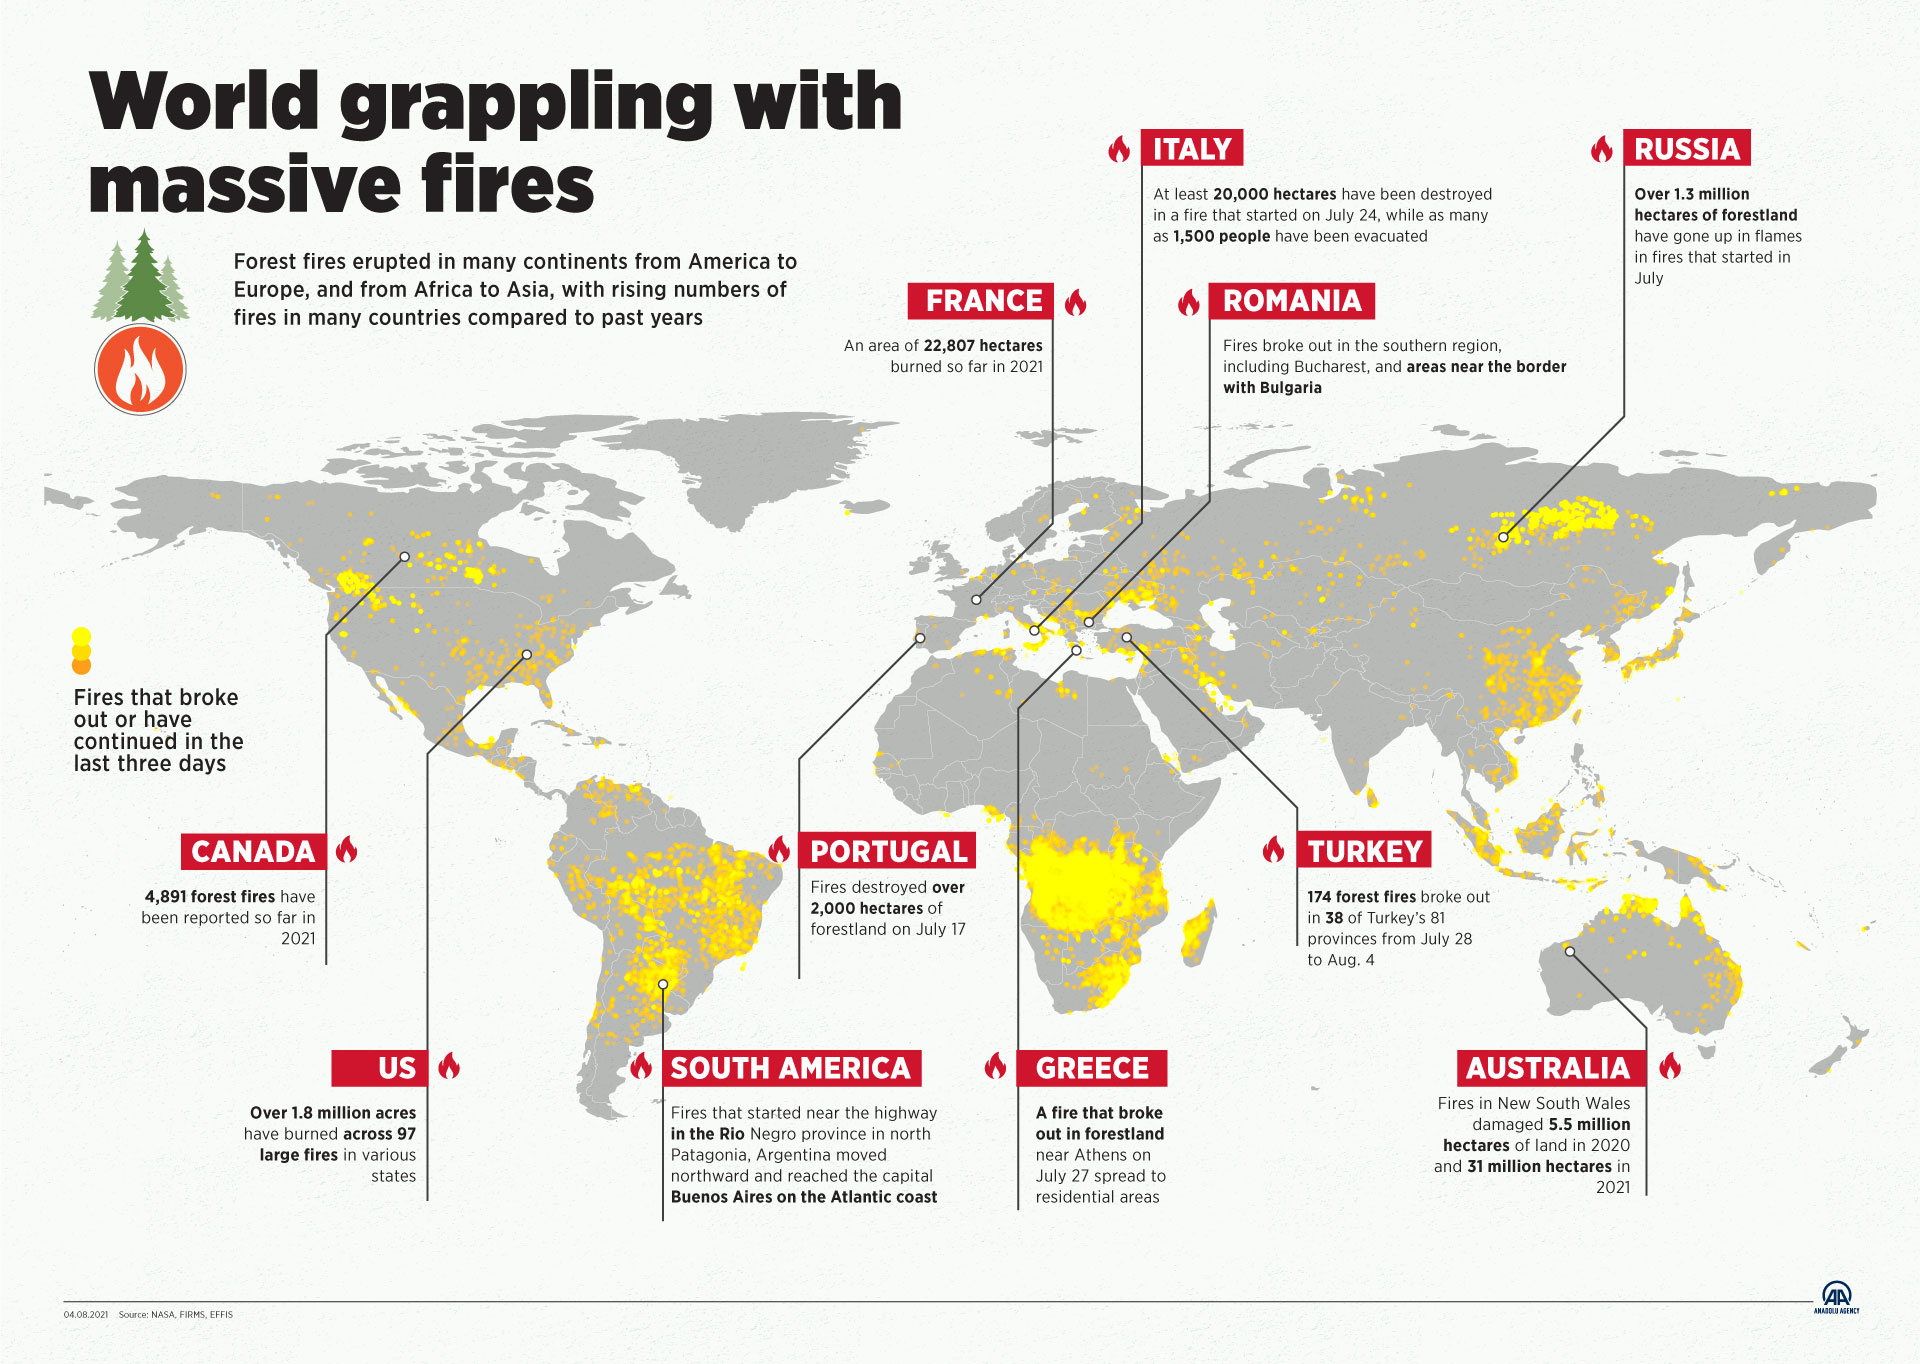 World grappling with
massive fires
Forest fires erupted in many continents from America to
Europe, and from Africa to Asia, with rising numbers of
fires in many countries compared to past years
ITALY
At least 20,000 hectares have been destroyed
in a fire that started on July 24, while as many
as 1,500 people have been evacuated
RUSSIA
Over 1.3 million
hectares of forestland
have gone up in flames
in fires that started in
July
FRANCE
An area of 22,807 hectares
burned so far in 2021
ROMANIA
Fires broke out in the southern region,
including Bucharest, and areas near the border
with Bulgaria
Fires that broke
out or have
continued in the
last three days
CANADA
4,891 forest fires have
been reported so far in
2021
PORTUGAL
Fires destroyed over
2,000 hectares of
forestland on July 17
TURKEY
174 forest fires broke out
in 38 of Turkey's 81
provinces from July 28
to Aug. 4
US
Over 1.8 million acres
have burned across 97
large fires in various
states
SOUTH AMERICA
Fires that started near the highway
in the Rio Negro province in north
Patagonia, Argentina moved
northward and reached the capital
Buenos Aires on the Atlantic coast
GREECE
A fire that broke
out in forestland
near Athens on
July 27 spread to
residential areas
AUSTRALIA
Fires in New South Wales
damaged 5.5 million
hectares of land in 2020
and 31 million hectares in
2021
04.08.2021 Source: NASA, FIRMS, EFFIS
AA
ANADOLU AGENCY